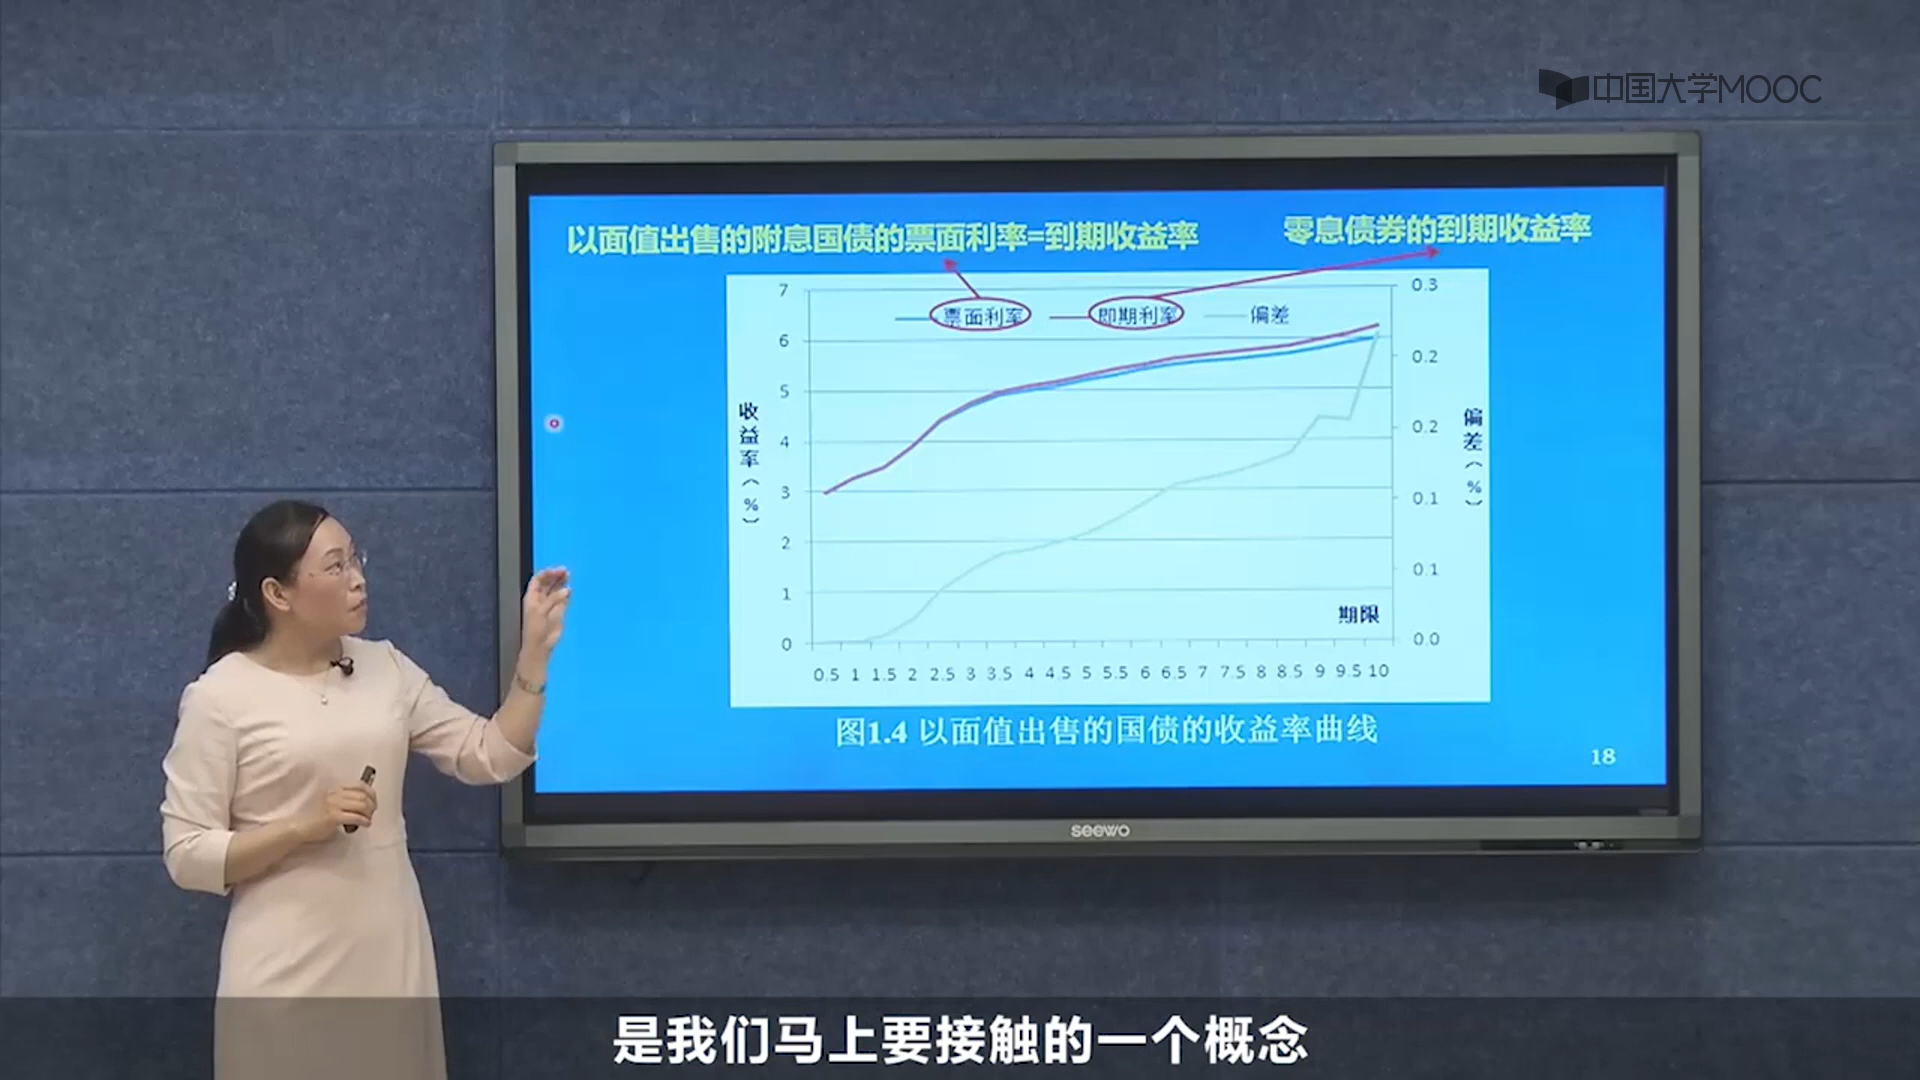 中国大学MOOC
以面值出售的附息国债的票面利率=到期收益率
零息债券的到期收益率
票面利率
即期利率
偏差
7
6
5
4
3
2
1
0
收益率（%）
0.3
0.2
0.2
0.1
0.1
0.0
偏差（%）
期限
0.5 1 1.5 2 2.5 3 3.5 4 4.5 5 5.5 6 6.5 7 7.5 8 8.5 9 9.5 10
图1.4 以面值出售的国债的收益率曲线
18
seewo
是我们马上要接触的一个概念